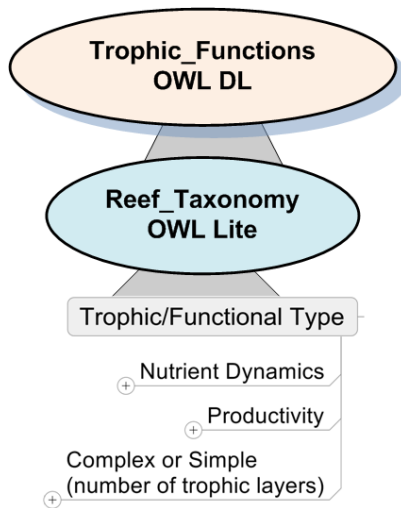 Trophic_Functions
OWL DL
Reef_Taxonomy
OWL Lite
Trophic/Functional Type
Nutrient Dynamics
Productivity
Complex or Simple
(number of trophic layers)